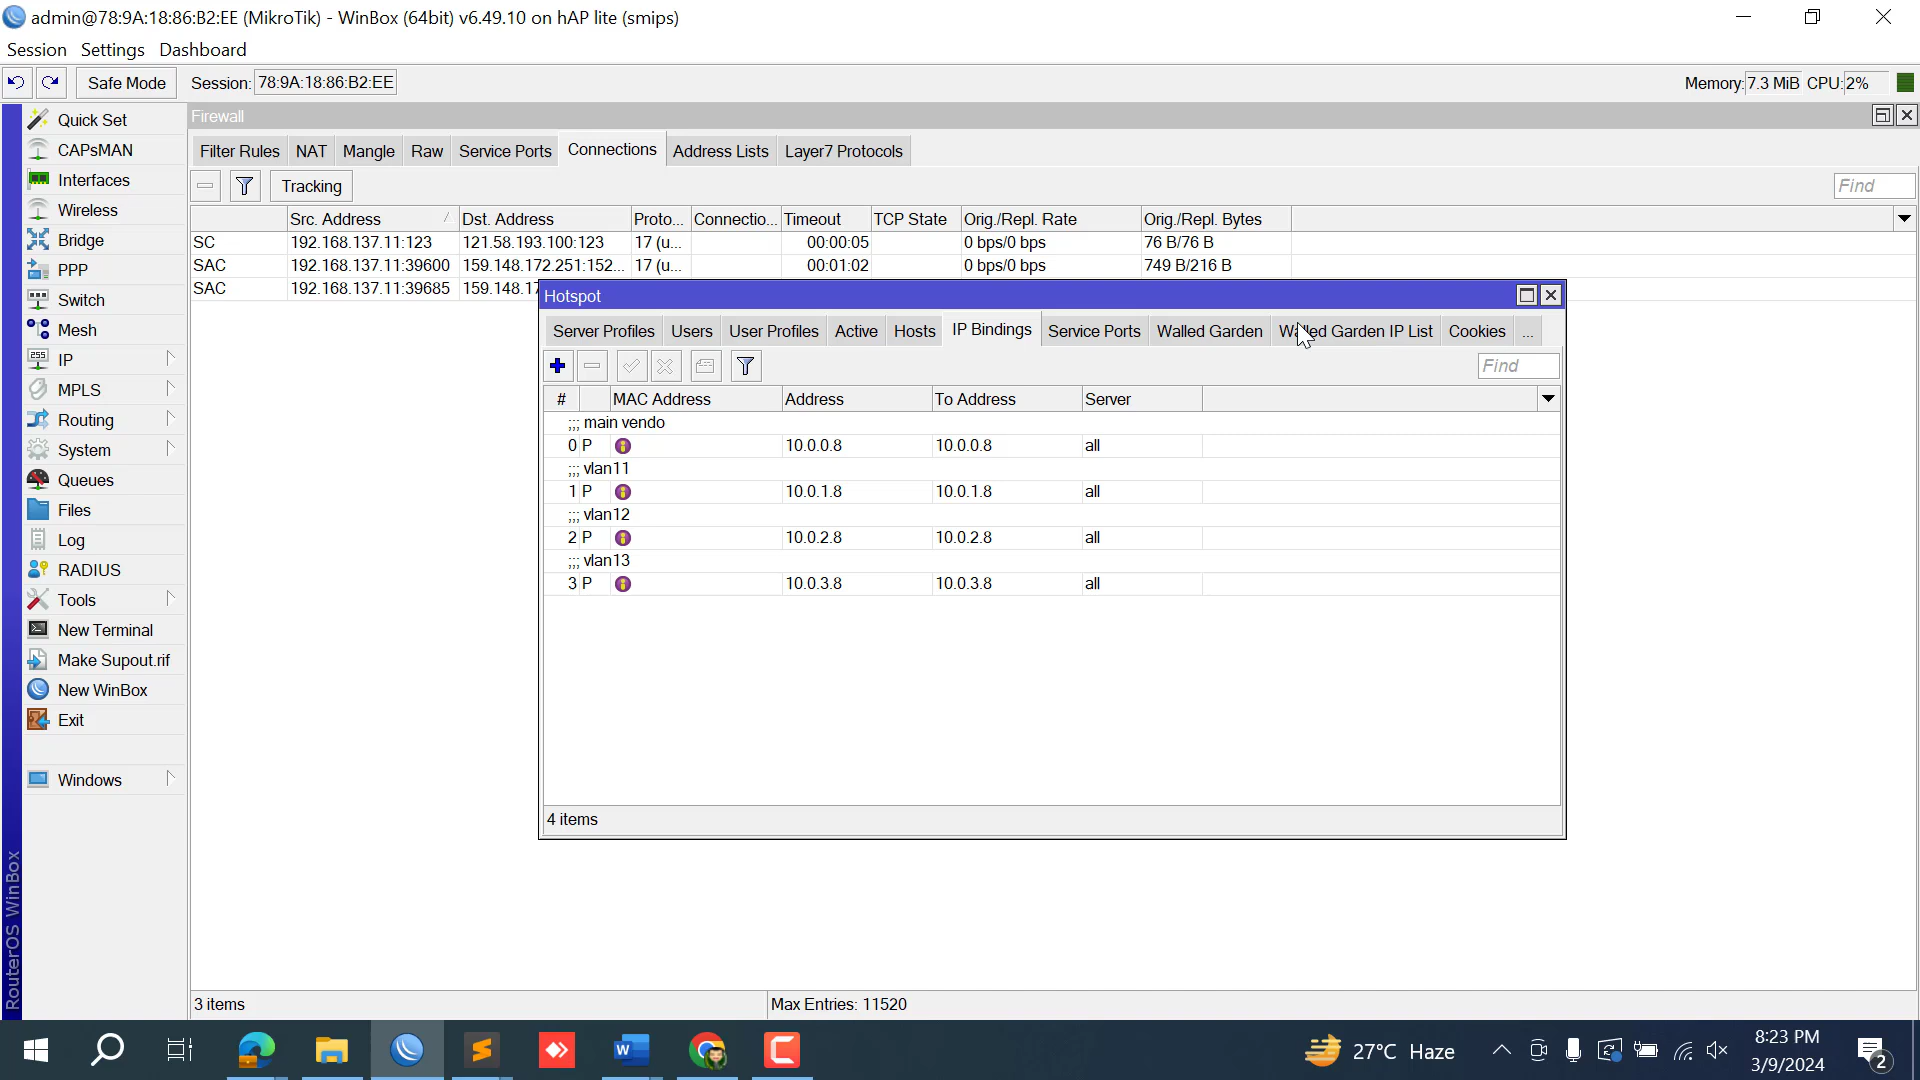 admin@78:9A:18:86:B2:EE (MikroTik) - WinBox (64bit) v6.49.10 on hAP lite (smips)
Session Settings Dashboard
Safe Mode Session: 78:9A:18:86:B2:EE Memory: 7.3 MiB CPU: 2%
Quick Set
CAPsMAN
Interfaces
Wireless
Bridge
PPP
Switch
Mesh
IP
MPLS
Routing
System
Queues
Files
Log
RADIUS
Tools
New Terminal
Make Supout.rif
New WinBox
Exit
Windows
RouterOS WinBox
Firewall
Filter Rules NAT Mangle Raw Service Ports Connections Address Lists Layer7 Protocols
Tracking Find
Src. Address Dst. Address Proto... Connectio... Timeout TCP State Orig./Repl. Rate Orig./Repl. Bytes
SC 192.168.137.11:123 121.58.193.100:123 17 (u... 00:00:05 0 bps/0 bps 76 B/76 B
SAC 192.168.137.11:39600 159.148.172.251:152... 17 (u... 00:01:02 0 bps/0 bps 749 B/216 B
SAC 192.168.137.11:39685 159.148.17
Hotspot
Server Profiles Users User Profiles Active Hosts IP Bindings Service Ports Walled Garden Walled Garden IP List Cookies ...
Find
# MAC Address Address To Address Server
;;; main vendo
0 P 10.0.0.8 10.0.0.8 all
;;; vlan11
1 P 10.0.1.8 10.0.1.8 all
;;; vlan12
2 P 10.0.2.8 10.0.2.8 all
;;; vlan13
3 P 10.0.3.8 10.0.3.8 all
4 items
3 items Max Entries: 11520
27°C Haze
8:23 PM
3/9/2024
2